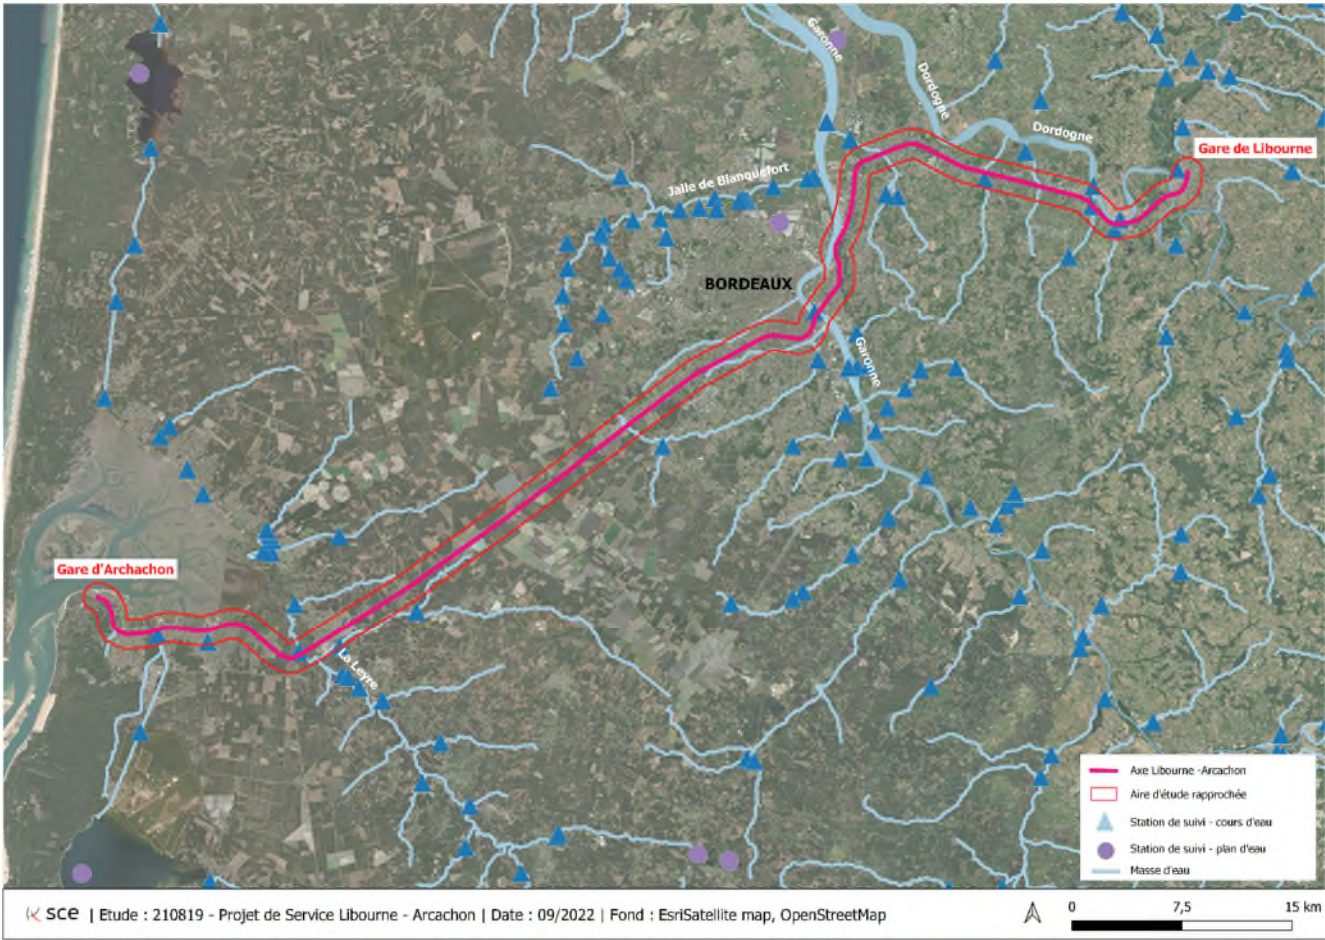 Garonne
Dordogne
Dordogne
Gare de Libourne
Jalle de Blanquefort
BORDEAUX
Garonne
Gare d'Archachon
La Leyre
Axe Libourne -Arcachon
Aire d'étude rapprochée
Station de suivi - cours d'eau
Station de suivi - plan d'eau
Masse d'eau
sce | Etude : 210819 - Projet de Service Libourne - Arcachon | Date : 09/2022 | Fond : EsriSatellite map, OpenStreetMap
0 7,5 15 km